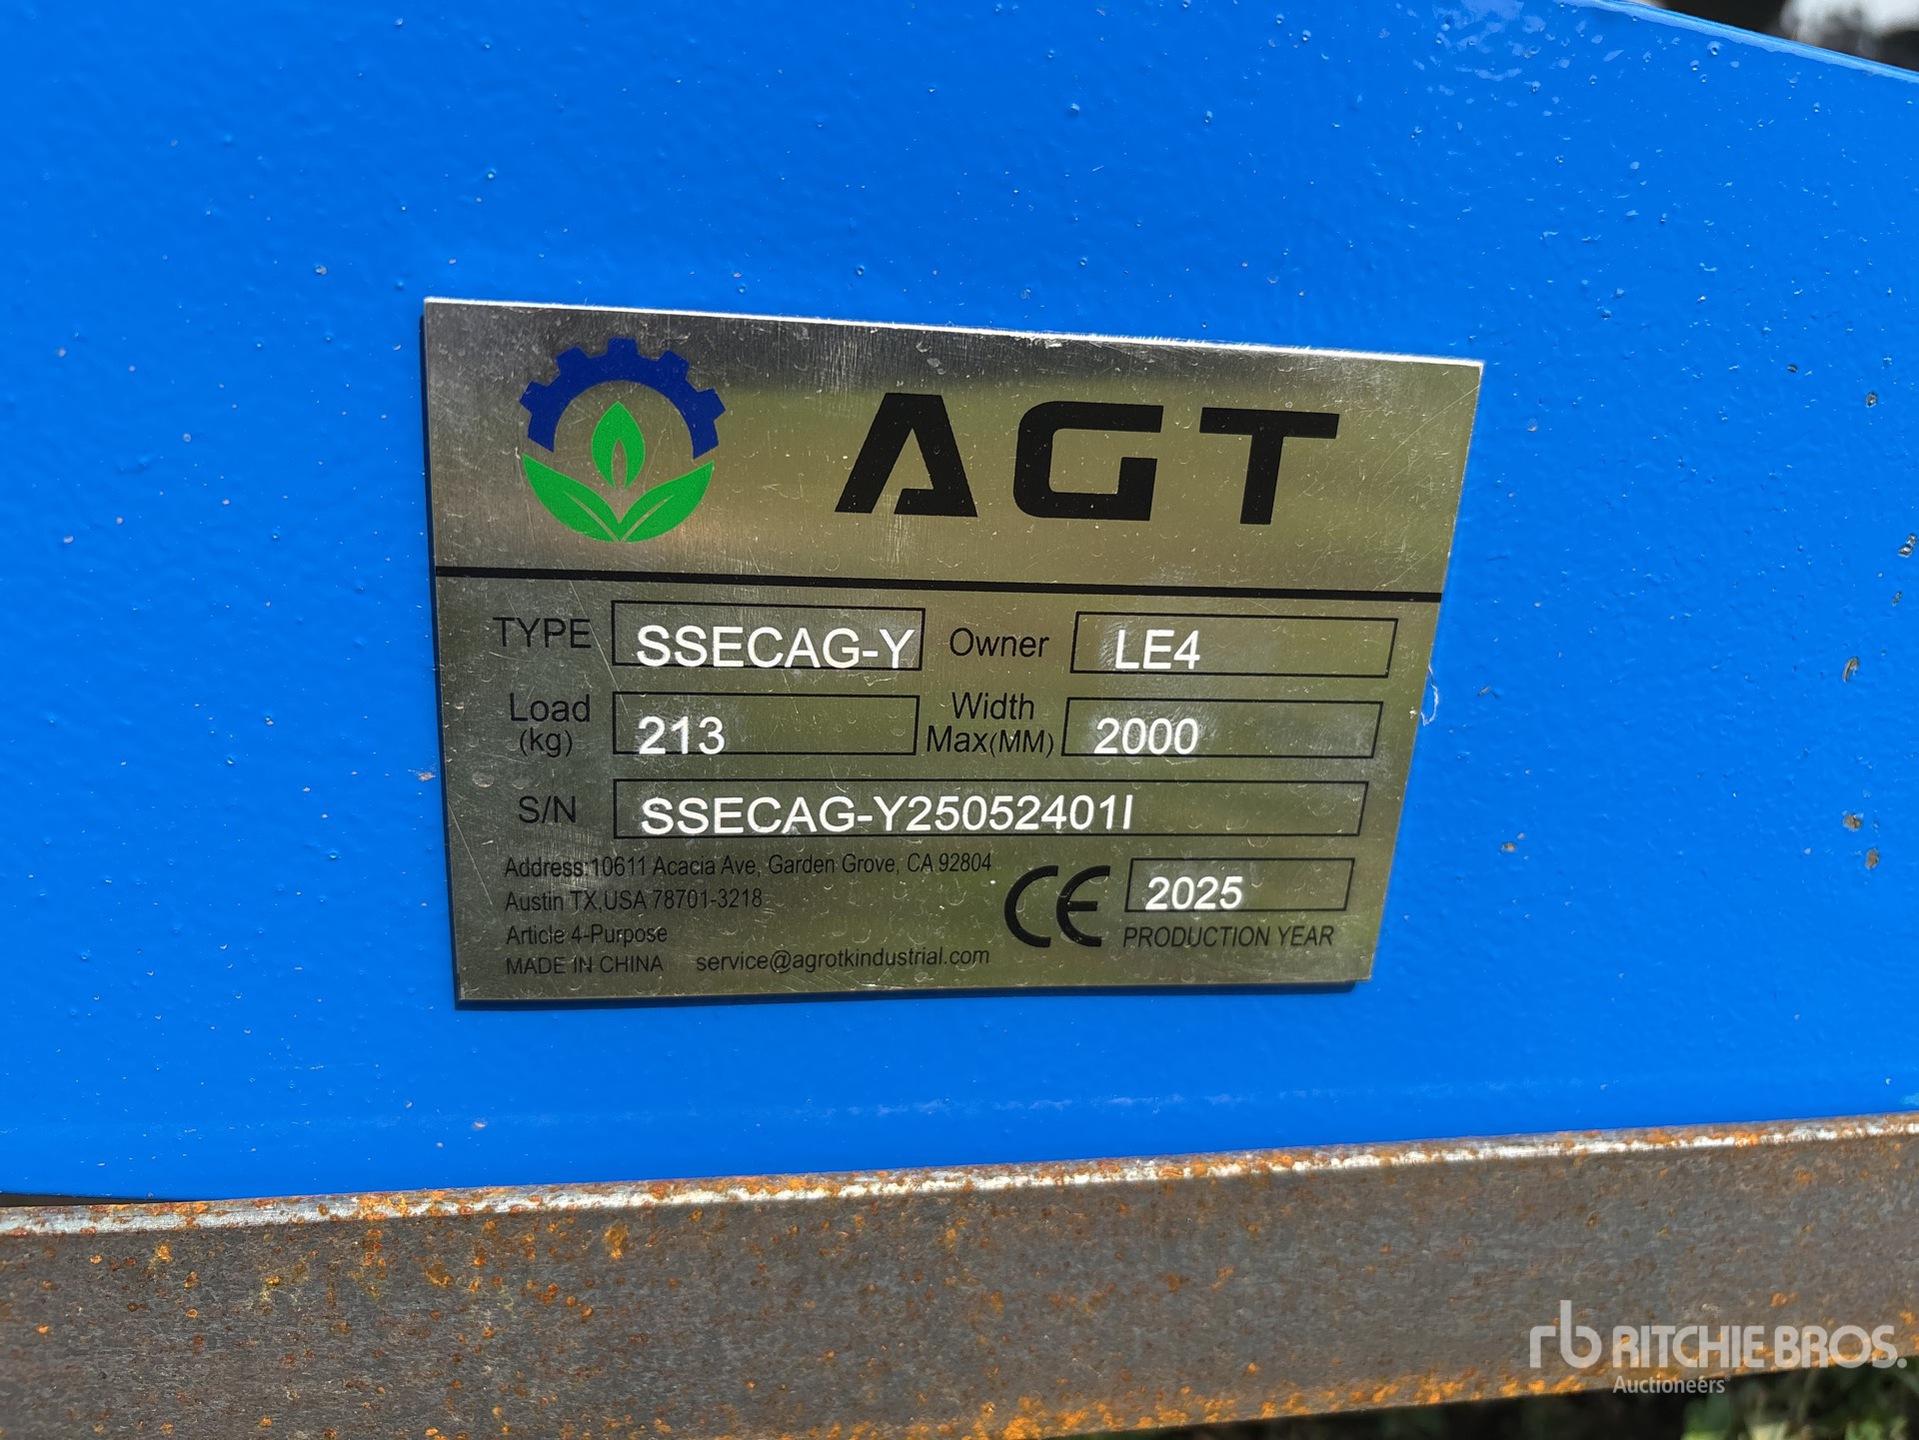 AGT
TYPE SSECAG-Y Owner LE4
Load (kg) 213 Width Max(MM) 2000
S/N SSECAG-Y25052401I
Address:10611 Acacia Ave, Garden Grove, CA 92804
Austin TX,USA 78701-3218
Article 4-Purpose
MADE IN CHINA service@agrotkindustrial.com
CE 2025
PRODUCTION YEAR
rb RITCHIE BROS.
Auctioneers